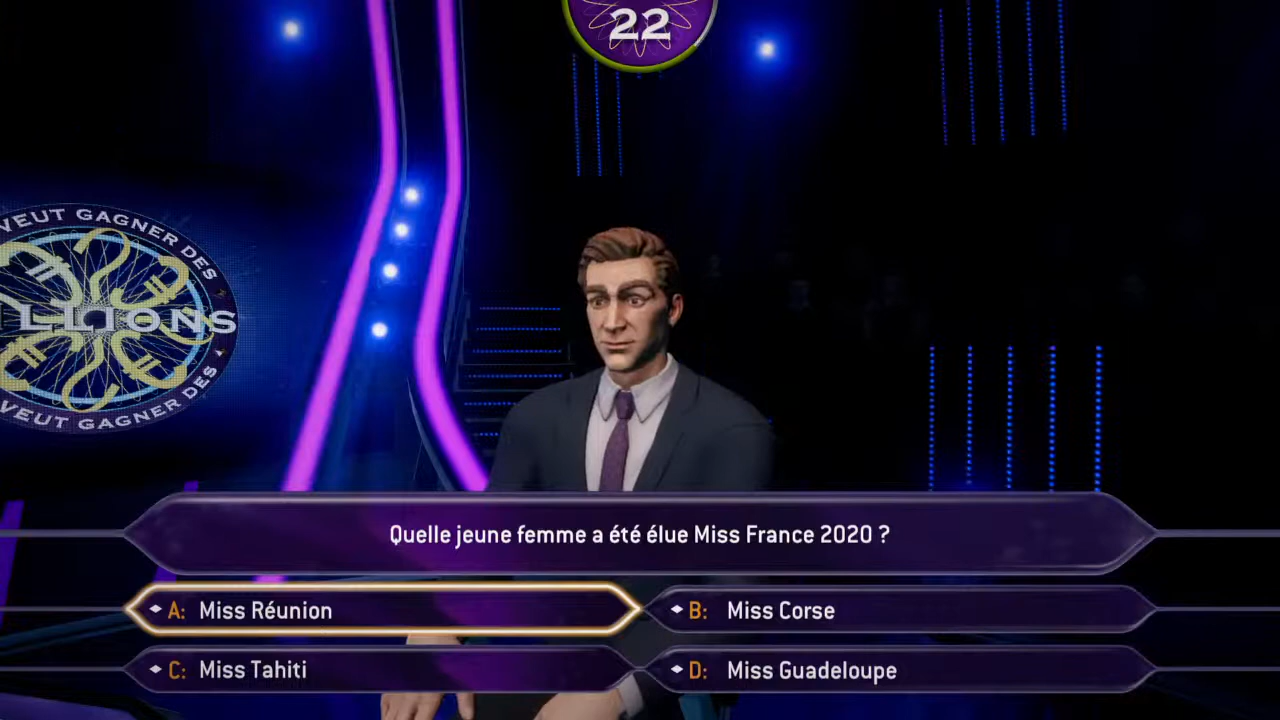 22
VEUT GAGNER DES
LLIONS
VEUT GAGNER DES
Quelle jeune femme a été élue Miss France 2020 ?
A: Miss Réunion
B: Miss Corse
C: Miss Tahiti
D: Miss Guadeloupe